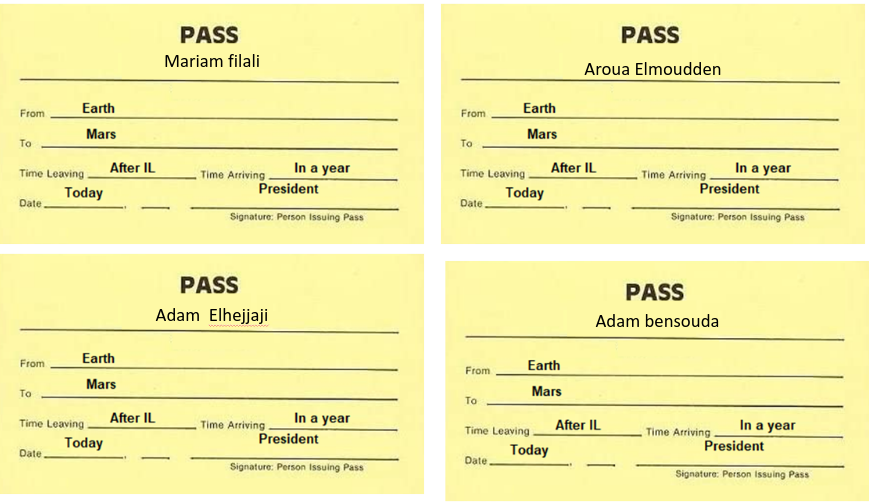 PASS
Mariam filali
From Earth
To Mars
Time Leaving After IL Time Arriving In a year
Date Today President
Signature: Person Issuing Pass
PASS
Aroua Elmoudden
From Earth
To Mars
Time Leaving After IL Time Arriving In a year
Date Today President
Signature: Person Issuing Pass
PASS
Adam Elhejjaji
From Earth
To Mars
Time Leaving After IL Time Arriving In a year
Date Today President
Signature: Person Issuing Pass
PASS
Adam bensouda
From Earth
To Mars
Time Leaving After IL Time Arriving In a year
Date Today President
Signature: Person Issuing Pass